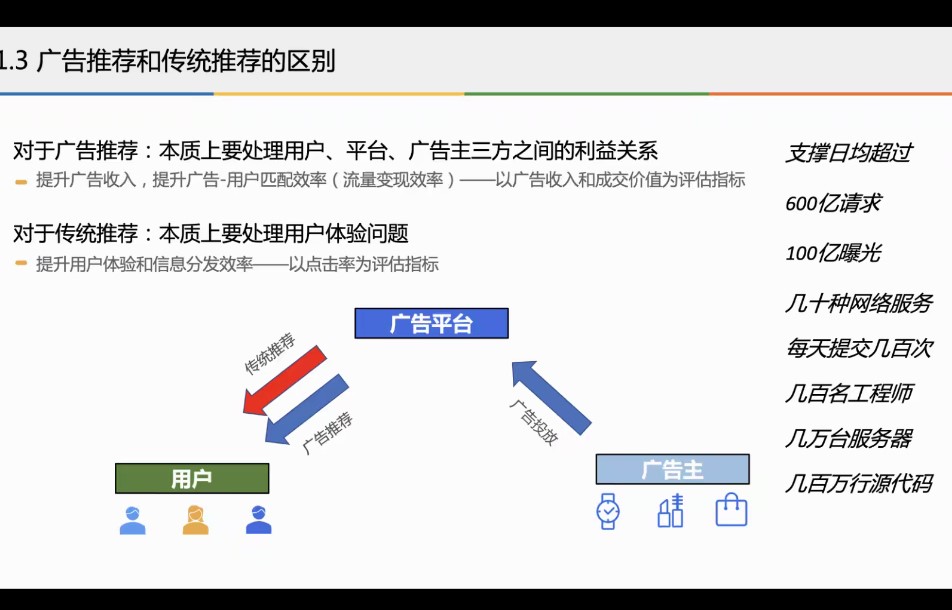 1.3 广告推荐和传统推荐的区别
对于广告推荐：本质上要处理用户、平台、广告主三方之间的利益关系
提升广告收入，提升广告-用户匹配效率（流量变现效率）——以广告收入和成交价值为评估指标
对于传统推荐：本质上要处理用户体验问题
提升用户体验和信息分发效率——以点击率为评估指标
支撑日均超过
600亿请求
100亿曝光
几十种网络服务
每天提交几百次
几百名工程师
几万台服务器
几百万行源代码
广告平台
传统推荐
广告推荐
广告投放
用户
广告主